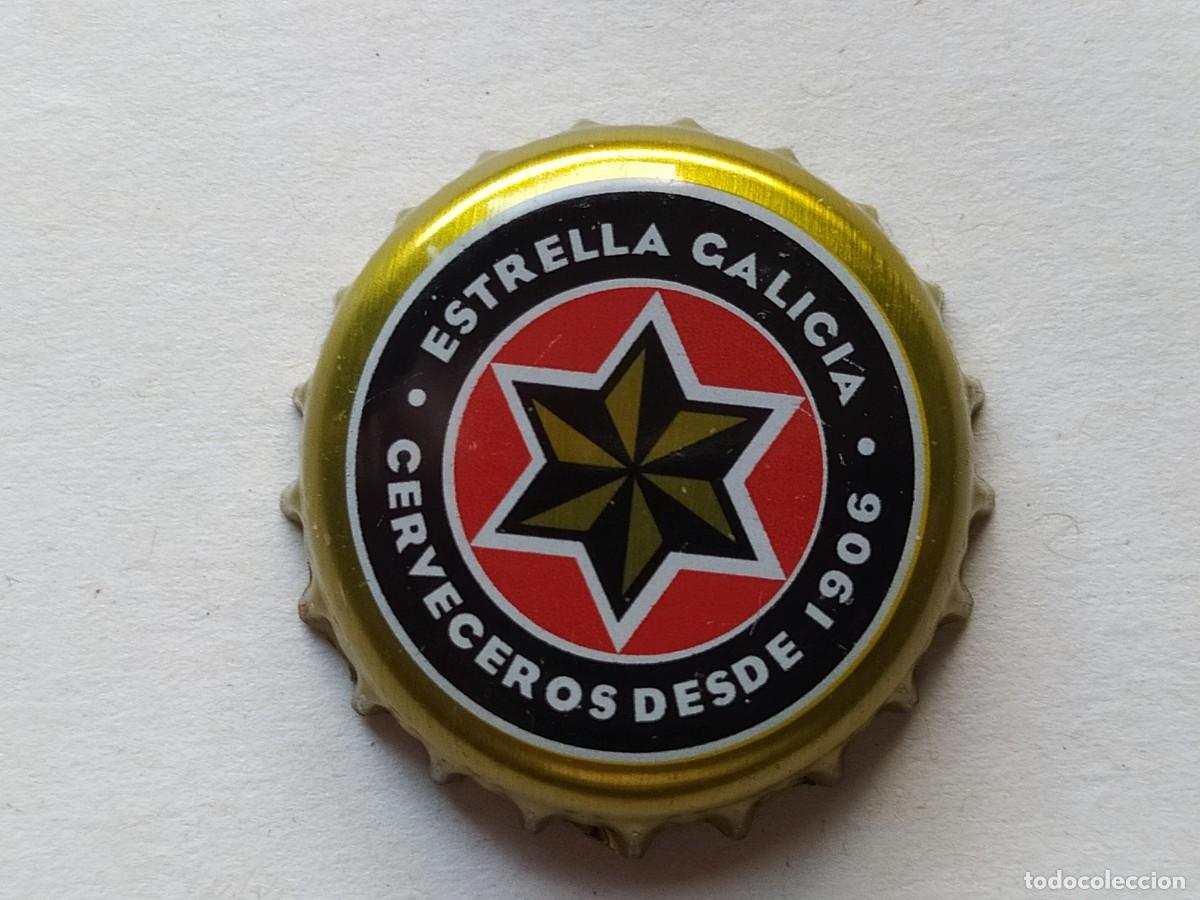 ESTRELLA GALICIA
CERVECEROS DESDE 1906
todocoleccion